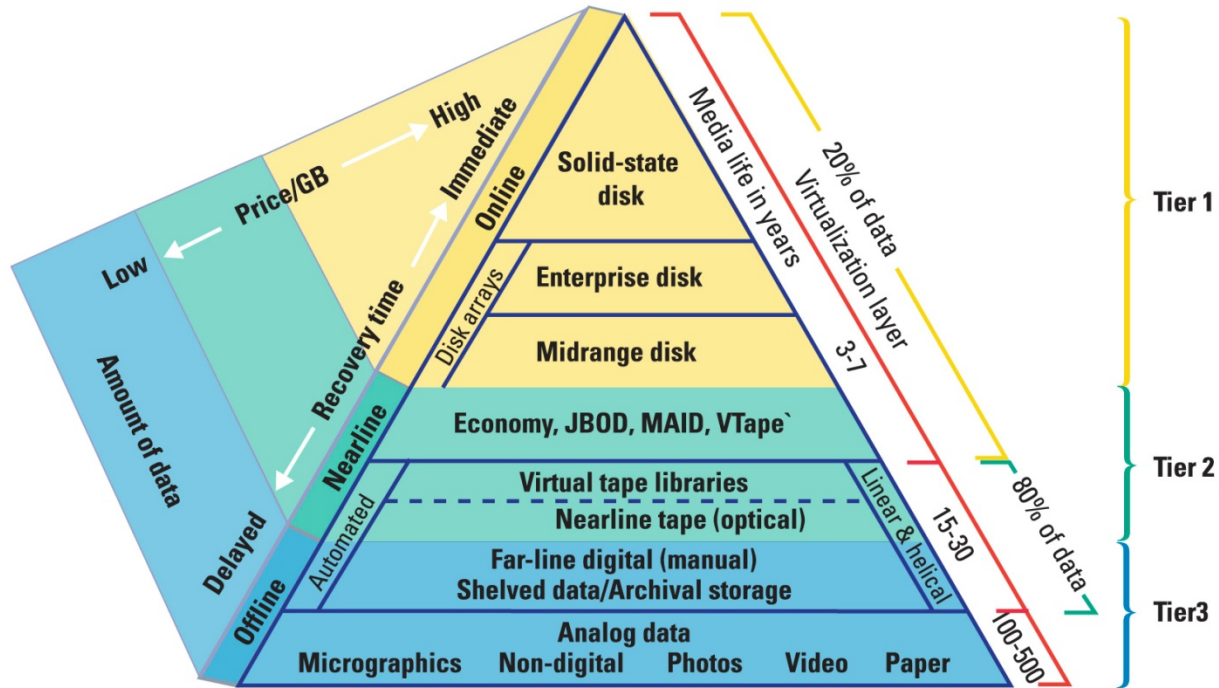 High
Price/GB
Low
Amount of data
Immediate
Recovery time
Delayed
Online
Nearline
Offline
Solid-state
disk
Disk arrays
Enterprise disk
Midrange disk
Economy, JBOD, MAID, VTape`
Automated
Virtual tape libraries
Nearline tape (optical)
Linear & helical
Far-line digital (manual)
Shelved data/Archival storage
Analog data
Micrographics Non-digital Photos Video Paper
Media life in years
3-7
15-30
100-500
20% of data
Virtualization layer
80% of data
Tier 1
Tier 2
Tier3